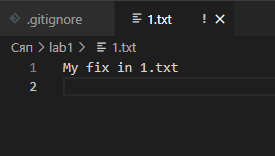 .gitignore
1.txt ! ×
Сяп > lab1 > 1.txt
1 My fix in 1.txt
2